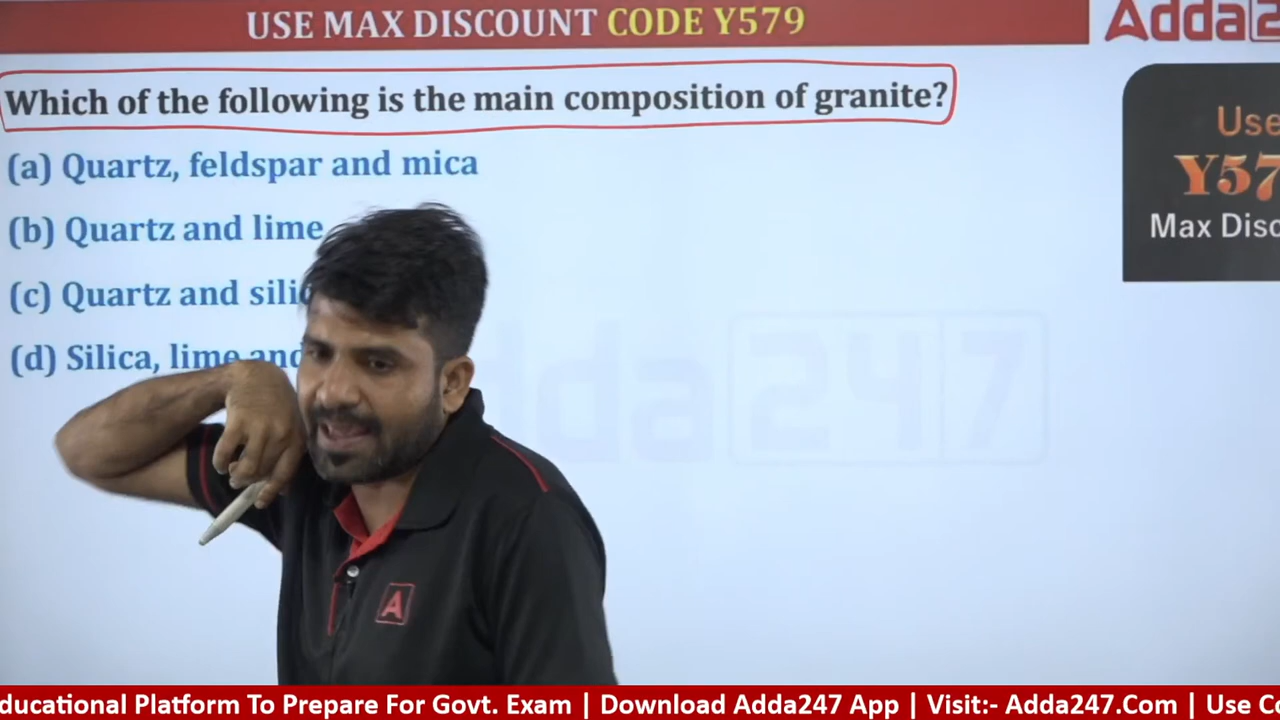 USE MAX DISCOUNT CODE Y579
Adda2
Which of the following is the main composition of granite?
(a) Quartz, feldspar and mica
(b) Quartz and lime
(c) Quartz and silic
(d) Silica, lime and
Use
Y57
Max Disc
dda247
A
ducational Platform To Prepare For Govt. Exam | Download Adda247 App | Visit:- Adda247.Com | Use Co